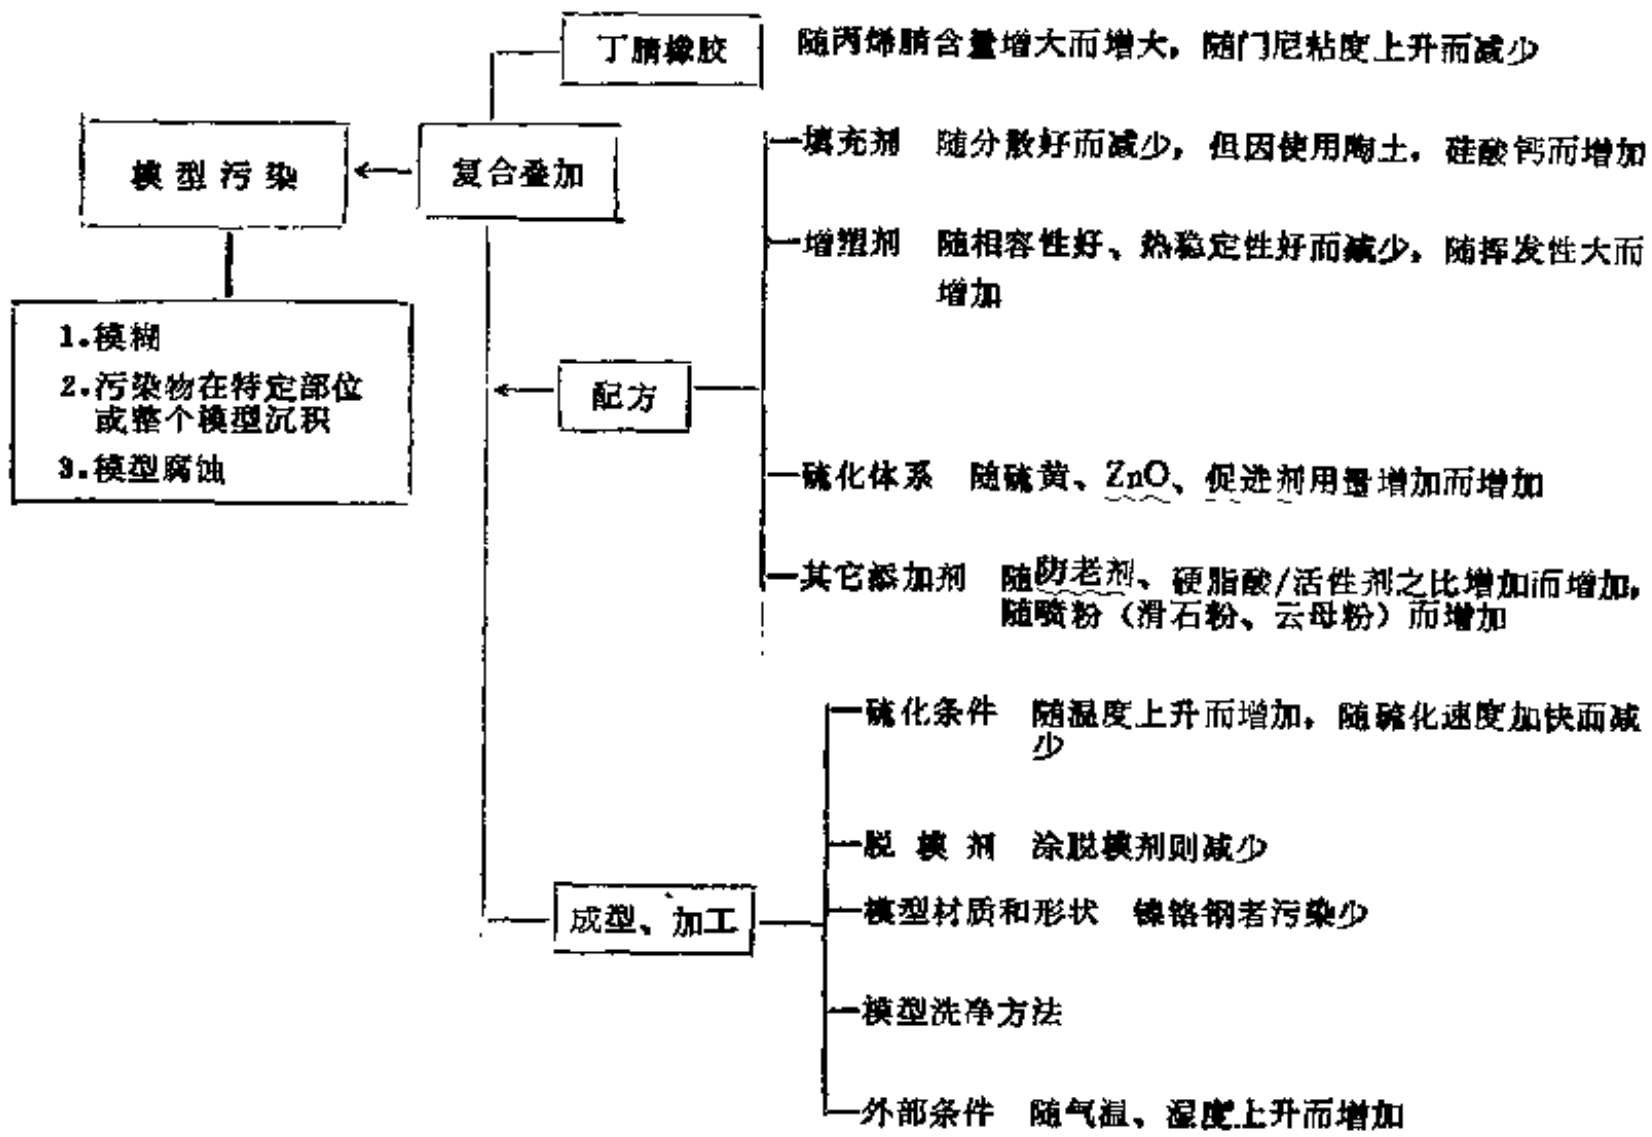 丁腈橡胶
随丙烯腈含量增大而增大，随门尼粘度上升而减少
模型污染
复合叠加
填充剂 随分散好而减少，但因使用陶土，硅酸钙而增加
增塑剂 随相容性好、热稳定性好而减少，随挥发性大而
增加
1.模糊
2.污染物在特定部位
或整个模型沉积
3.模型腐蚀
配方
硫化体系 随硫黄、ZnO、促进剂用量增加而增加
其它添加剂 随防老剂、硬脂酸/活性剂之比增加而增加，
随喷粉（滑石粉、云母粉）而增加
硫化条件 随温度上升而增加，随硫化速度加快而减
少
脱模剂 涂脱模剂则减少
成型、加工
模型材质和形状 镍铬钢者污染少
模型洗净方法
外部条件 随气温、湿度上升而增加